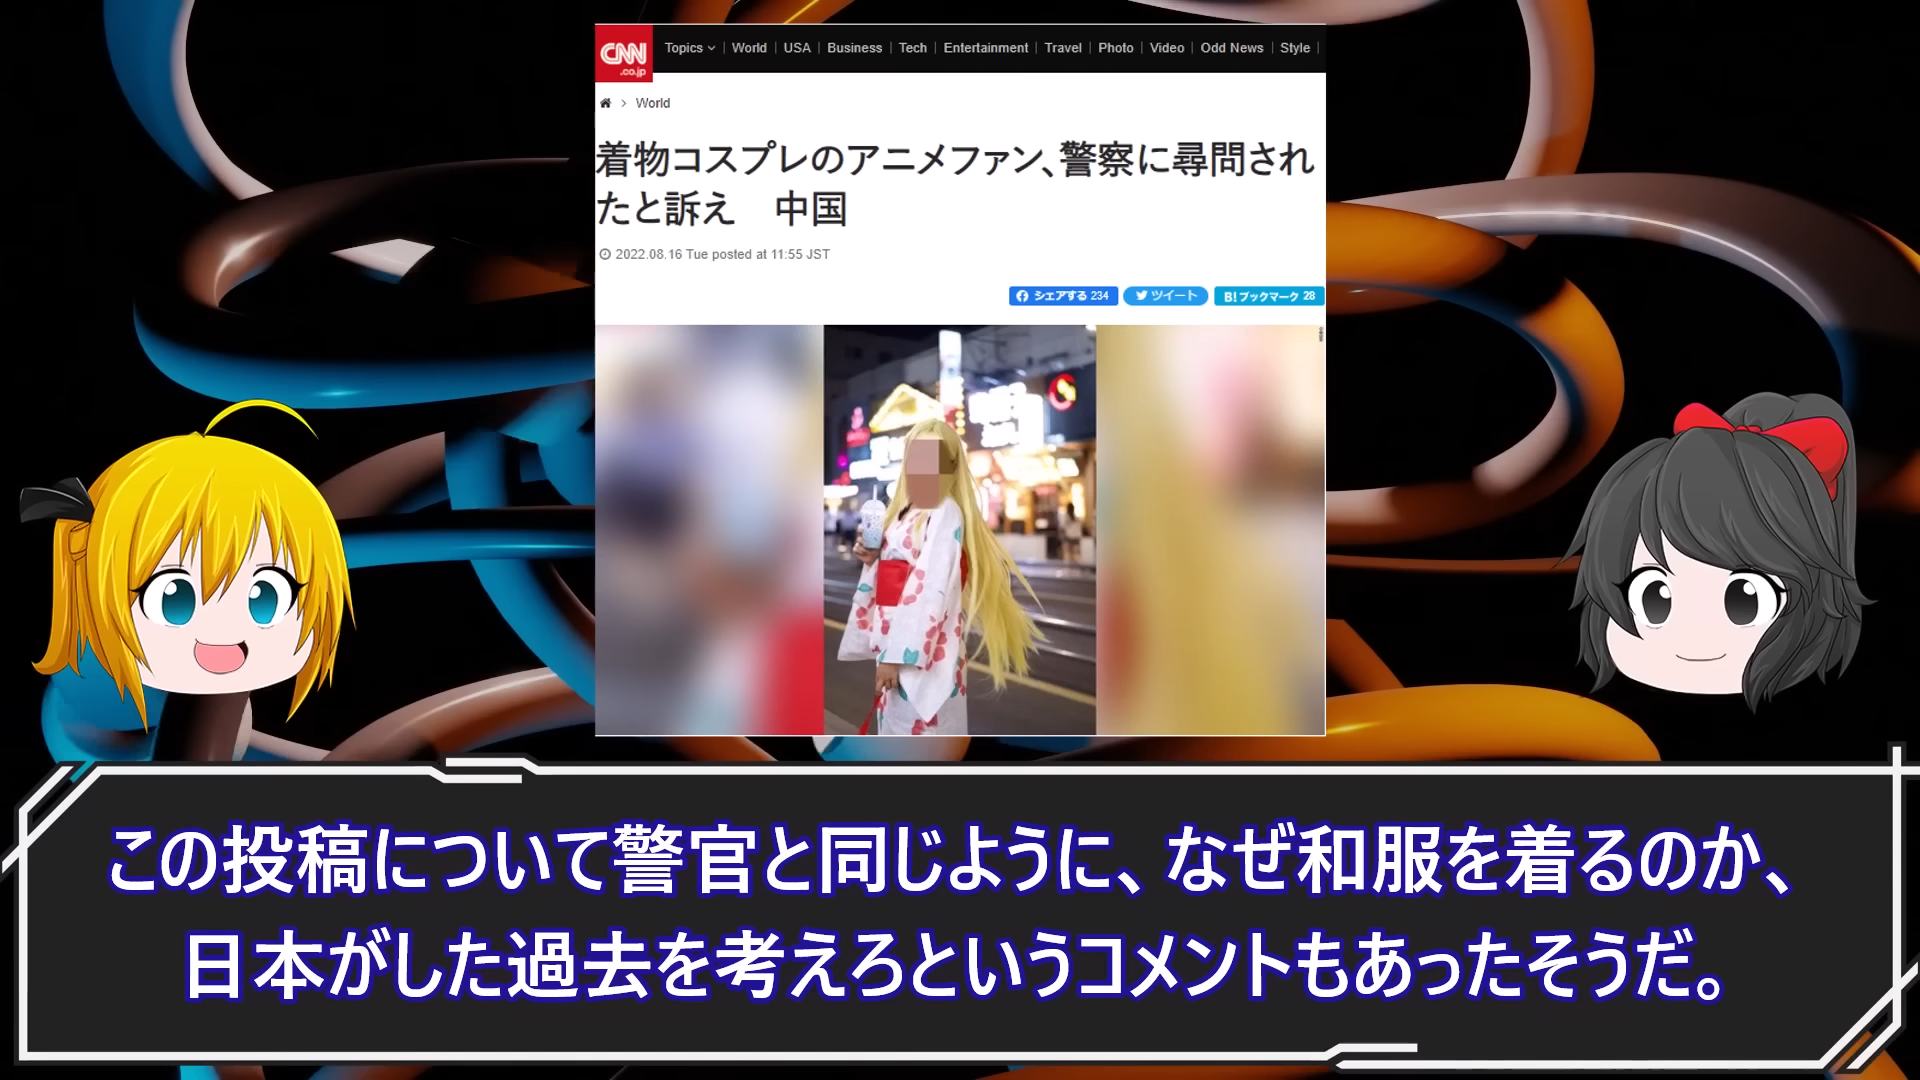 CNN
.co.jp
Topics World USA Business Tech Entertainment Travel Photo Video Odd News Style
World
着物コスプレのアニメファン、警察に尋問され
たと訴え　中国
2022.08.16 Tue posted at 11:55 JST
シェアする 234 ツイート B!ブックマーク 28
この投稿について警官と同じように、なぜ和服を着るのか、
日本がした過去を考えろというコメントもあったそうだ。